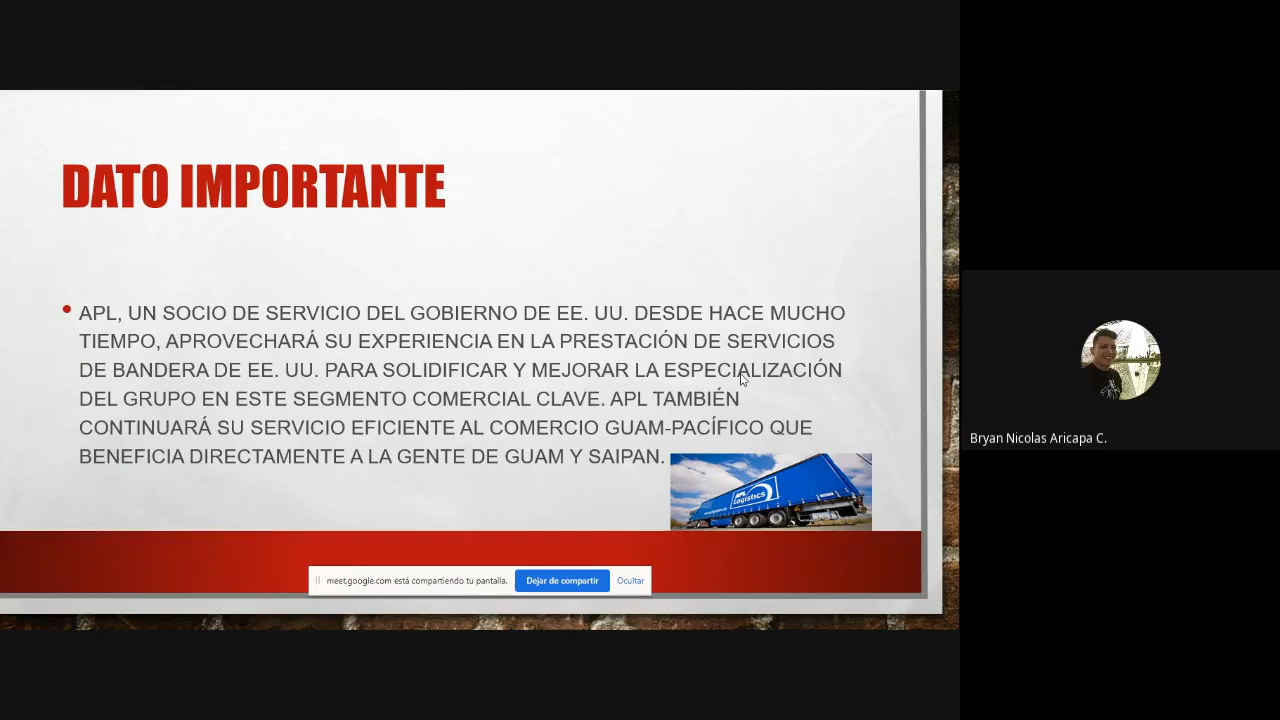 DATO IMPORTANTE
• APL, UN SOCIO DE SERVICIO DEL GOBIERNO DE EE. UU. DESDE HACE MUCHO
TIEMPO, APROVECHARÁ SU EXPERIENCIA EN LA PRESTACIÓN DE SERVICIOS
DE BANDERA DE EE. UU. PARA SOLIDIFICAR Y MEJORAR LA ESPECIALIZACIÓN
DEL GRUPO EN ESTE SEGMENTO COMERCIAL CLAVE. APL TAMBIÉN
CONTINUARÁ SU SERVICIO EFICIENTE AL COMERCIO GUAM-PACÍFICO QUE
BENEFICIA DIRECTAMENTE A LA GENTE DE GUAM Y SAIPAN.
APL
Logistics
meet.google.com está compartiendo tu pantalla. Dejar de compartir Ocultar
Bryan Nicolas Aricapa C.